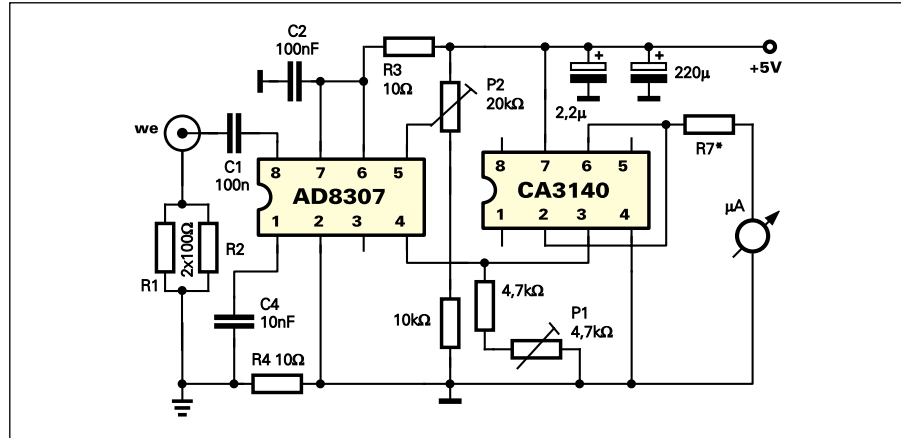 C2
100nF
R3
10Ω
P2
20kΩ
+
+
+5V
2,2µ
220µ
we
C1
100n
R7*
8 7 6 5
AD8307
1 2 3 4
8 7 6 5
CA3140
1 2 3 4
µA
R1
2x100Ω
R2
C4
10nF
R4 10Ω
10kΩ
4,7kΩ
P1
4,7kΩ